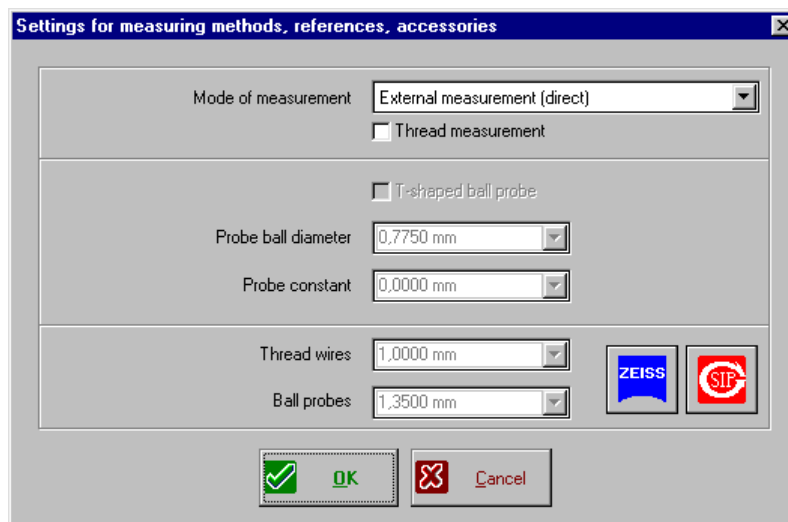 Settings for measuring methods, references, accessories
Mode of measurement External measurement (direct)
Thread measurement
T-shaped ball probe
Probe ball diameter 0,7750 mm
Probe constant 0,0000 mm
Thread wires 1,0000 mm
ZEISS SIP
Ball probes 1,3500 mm
OK Cancel